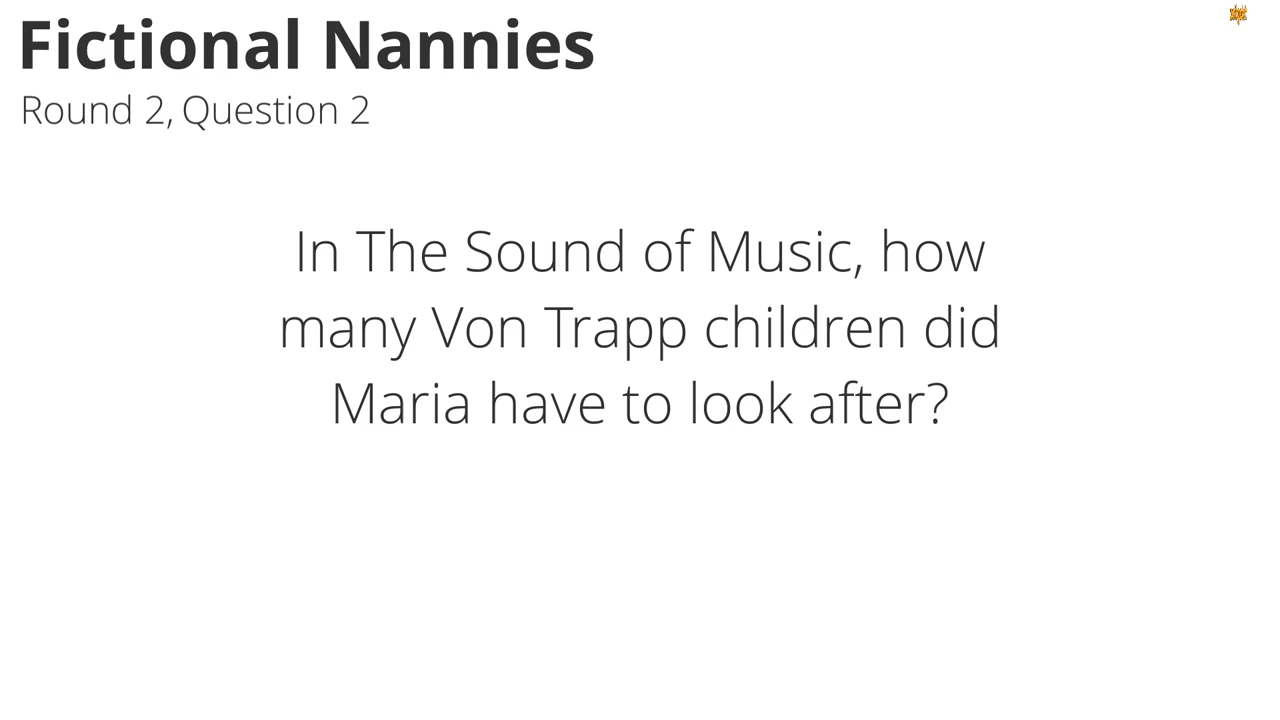 Fictional Nannies
Round 2, Question 2
In The Sound of Music, how
many Von Trapp children did
Maria have to look after?